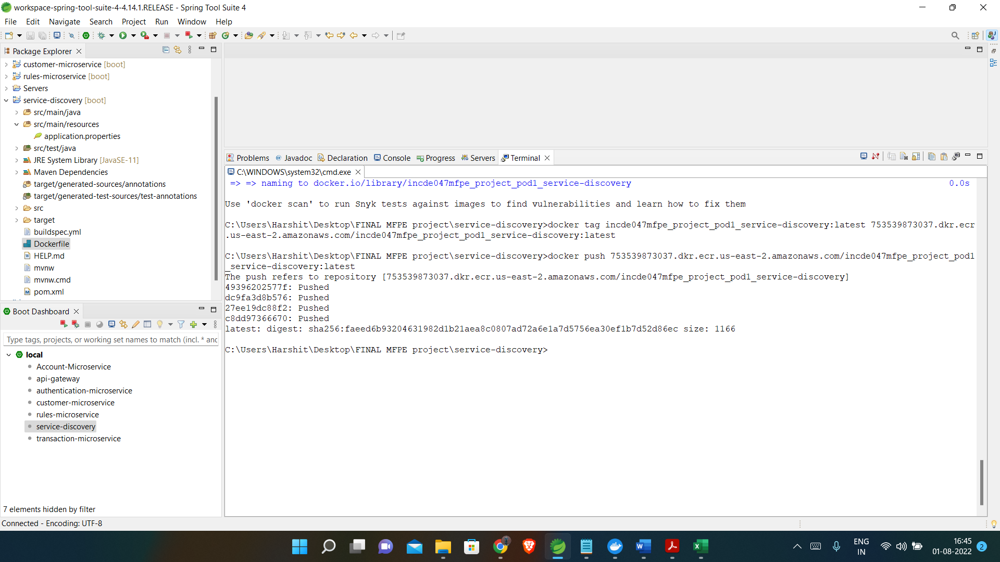 workspace-spring-tool-suite-4-4.14.1.RELEASE - Spring Tool Suite 4
File Edit Navigate Search Project Run Window Help
Package Explorer
customer-microservice [boot]
rules-microservice [boot]
Servers
service-discovery [boot]
src/main/java
src/main/resources
application.properties
src/test/java
JRE System Library [JavaSE-11]
Maven Dependencies
target/generated-sources/annotations
target/generated-test-sources/test-annotations
src
target
buildspec.yml
Dockerfile
HELP.md
mvnw
mvnw.cmd
pom.xml
Boot Dashboard
Type tags, projects, or working set names to match (incl. * and
local
Account-Microservice
api-gateway
authentication-microservice
customer-microservice
rules-microservice
service-discovery
transaction-microservice
7 elements hidden by filter
Connected - Encoding: UTF-8
Problems Javadoc Declaration Console Progress Servers Terminal
C:\WINDOWS\system32\cmd.exe
=> => naming to docker.io/library/incde047mfpe_project_pod1_service-discovery 0.0s
Use 'docker scan' to run Snyk tests against images to find vulnerabilities and learn how to fix them
C:\Users\Harshit\Desktop\FINAL MFPE project\service-discovery>docker tag incde047mfpe_project_pod1_service-discovery:latest 753539873037.dkr.ecr
.us-east-2.amazonaws.com/incde047mfpe_project_pod1_service-discovery:latest
C:\Users\Harshit\Desktop\FINAL MFPE project\service-discovery>docker push 753539873037.dkr.ecr.us-east-2.amazonaws.com/incde047mfpe_project_pod1
_service-discovery:latest
The push refers to repository [753539873037.dkr.ecr.us-east-2.amazonaws.com/incde047mfpe_project_pod1_service-discovery]
49396202577f: Pushed
dc9fa3d8b576: Pushed
27ee19dc88f2: Pushed
c8dd97366670: Pushed
latest: digest: sha256:faeed6b93204631982d1b21aea8c0807ad72a6e1a7d5756ea30ef1b7d52d86ec size: 1166
C:\Users\Harshit\Desktop\FINAL MFPE project\service-discovery>
ENG
IN
16:45
01-08-2022
2